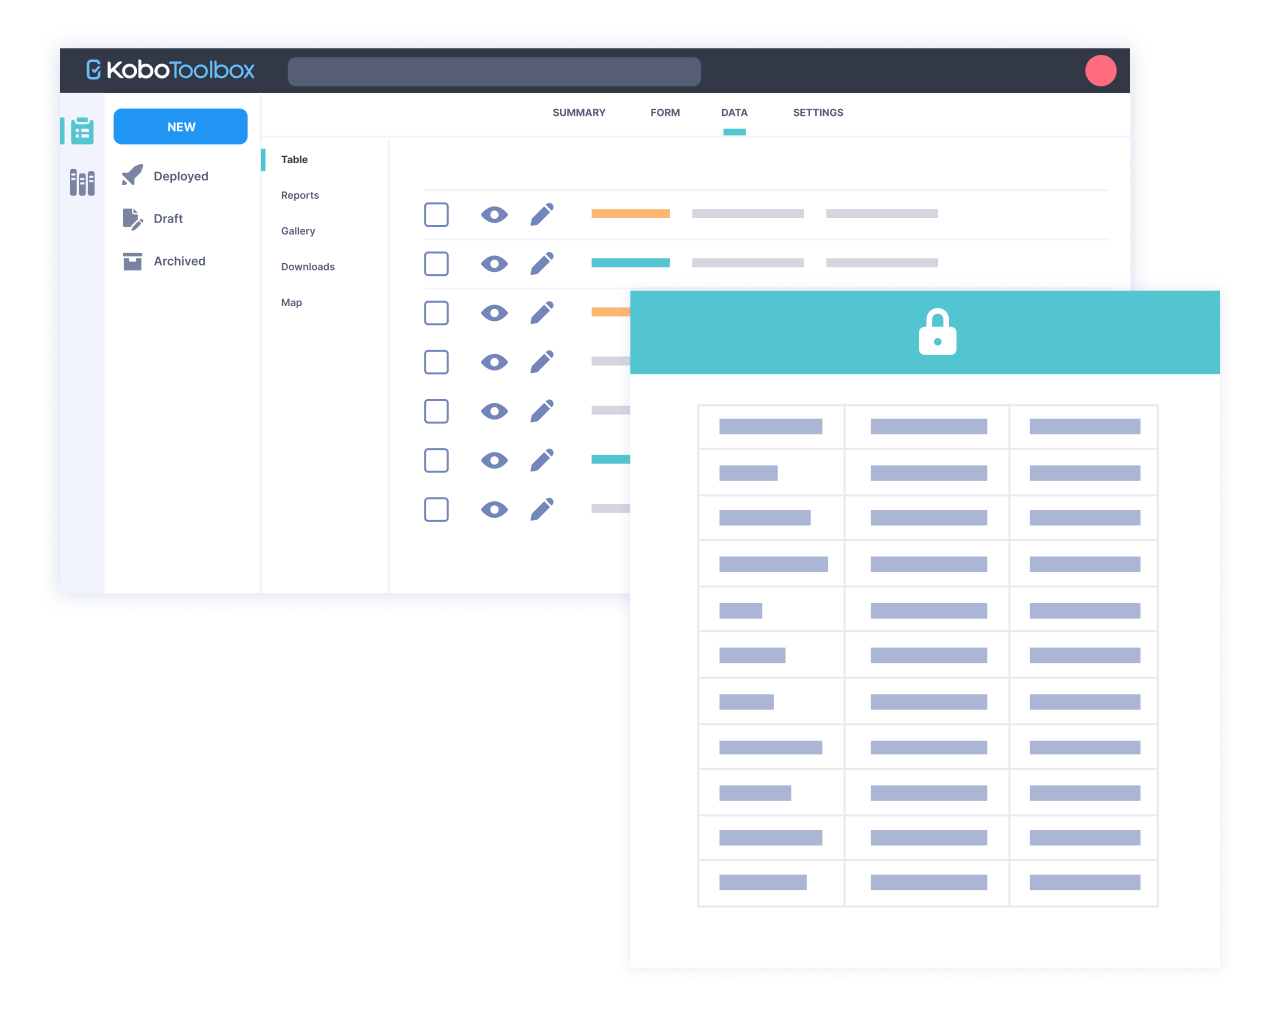 KoboToolbox
SUMMARY FORM DATA SETTINGS
NEW
Deployed
Draft
Archived
Table
Reports
Gallery
Downloads
Map